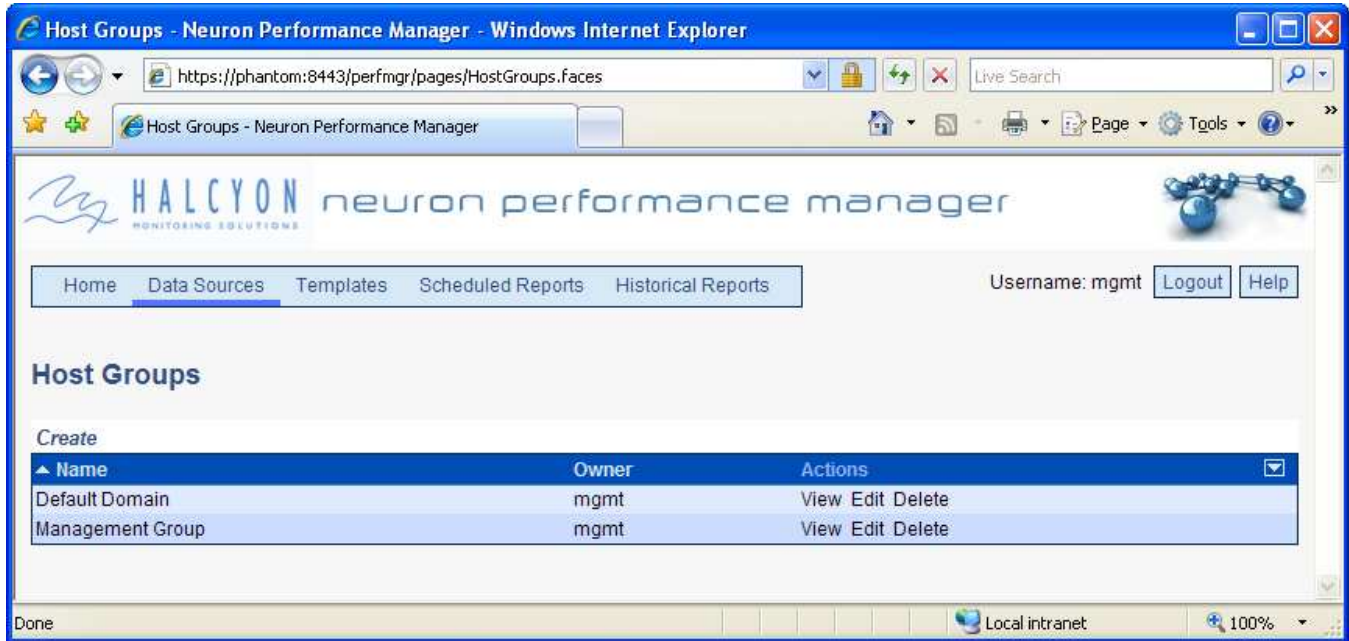 Host Groups - Neuron Performance Manager - Windows Internet Explorer
https://phantom:8443/perfmgr/pages/HostGroups.faces
Live Search
Host Groups - Neuron Performance Manager
Page
Tools
»
HALCYON
MONITORING SOLUTIONS
neuron performance manager
Home Data Sources Templates Scheduled Reports Historical Reports
Username: mgmt Logout Help
Host Groups
Create
Name Owner Actions
Default Domain mgmt View Edit Delete
Management Group mgmt View Edit Delete
Done Local intranet 100%